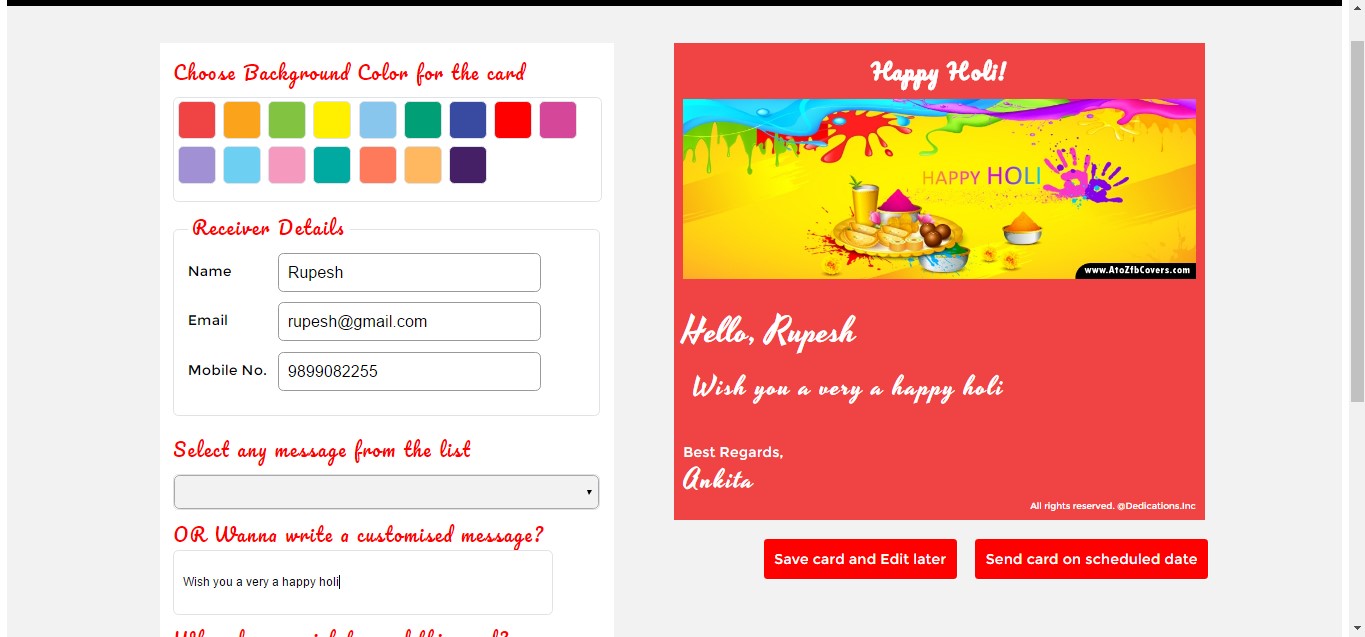 Choose Background Color for the card
Receiver Details
Name
Rupesh
Email
rupesh@gmail.com
Mobile No.
9899082255
Select any message from the list
OR Wanna write a customised message?
Wish you a very a happy holi
Happy Holi!
HAPPY HOLI
www.AtoZfbCovers.com
Hello, Rupesh
Wish you a very a happy holi
Best Regards,
Ankita
All rights reserved. @Dedications.Inc
Save card and Edit later
Send card on scheduled date